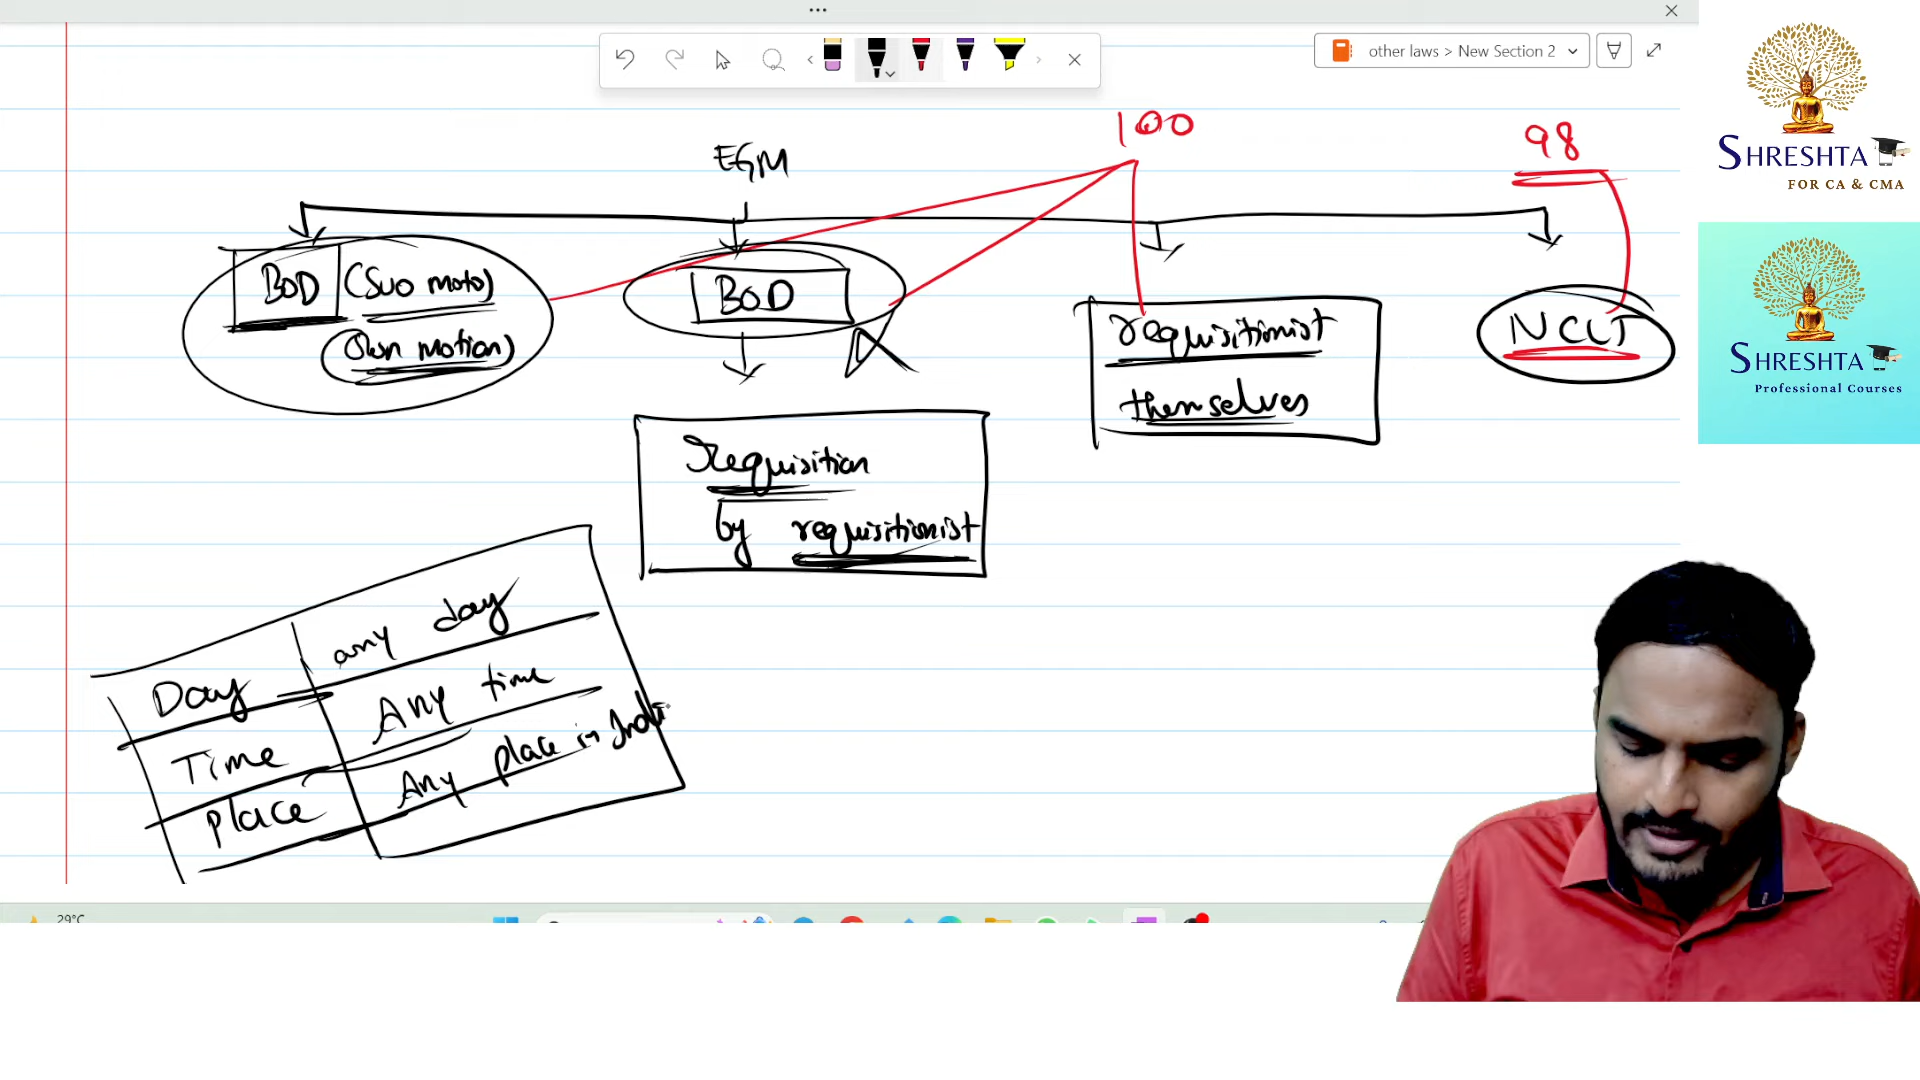 other laws > New Section 2
SHRESHTA
FOR CA & CMA
SHRESHTA
Professional Courses
100
98
EGM
BOD (Suo moto)
(Own motion)
BOD
requisitionist
themselves
NCLT
Requisition
by requisitionist
Day any day
Time Any time
Place Any place in Indi
29°C